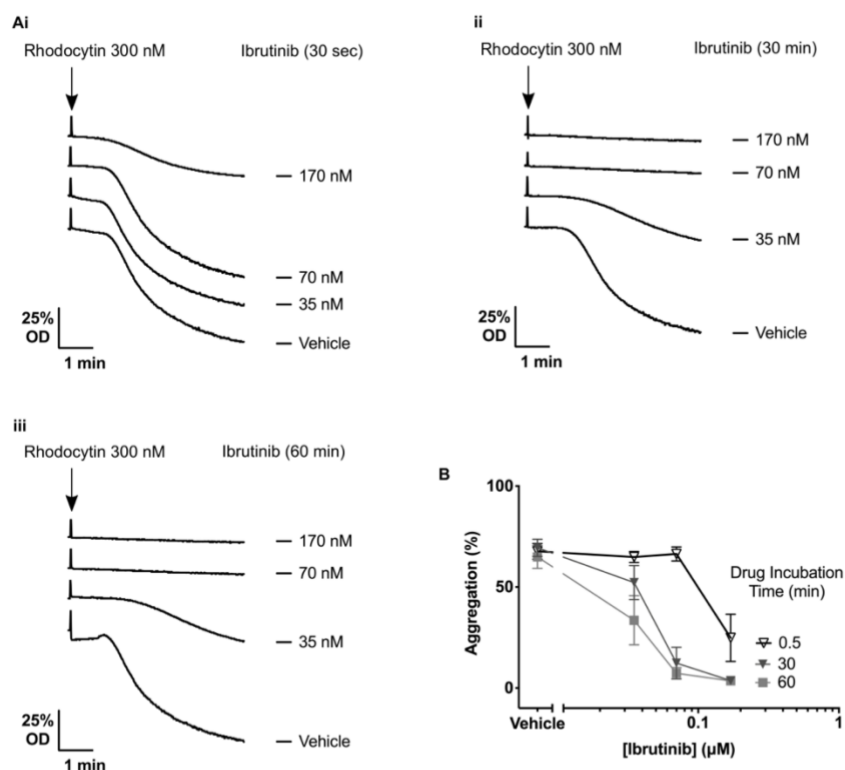 Ai
Rhodocytin 300 nM Ibrutinib (30 sec)
170 nM
70 nM
35 nM
Vehicle
25%
OD
1 min
ii
Rhodocytin 300 nM Ibrutinib (30 min)
170 nM
70 nM
35 nM
Vehicle
25%
OD
1 min
iii
Rhodocytin 300 nM Ibrutinib (60 min)
170 nM
70 nM
35 nM
Vehicle
25%
OD
1 min
B
Aggregation (%)
100
50
0
Vehicle 0.1 1
[Ibrutinib] (µM)
Drug Incubation
Time (min)
0.5
30
60